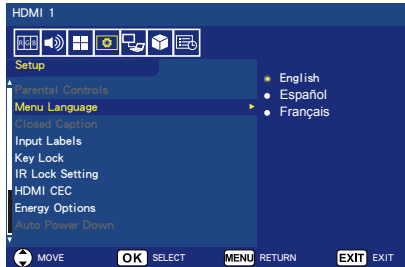 HDMI 1
RGB
Setup
Parental Controls
Menu Language
Closed Caption
Input Labels
Key Lock
IR Lock Setting
HDMI CEC
Energy Options
Auto Power Down
English
Español
Français
MOVE OK SELECT MENU RETURN EXIT EXIT